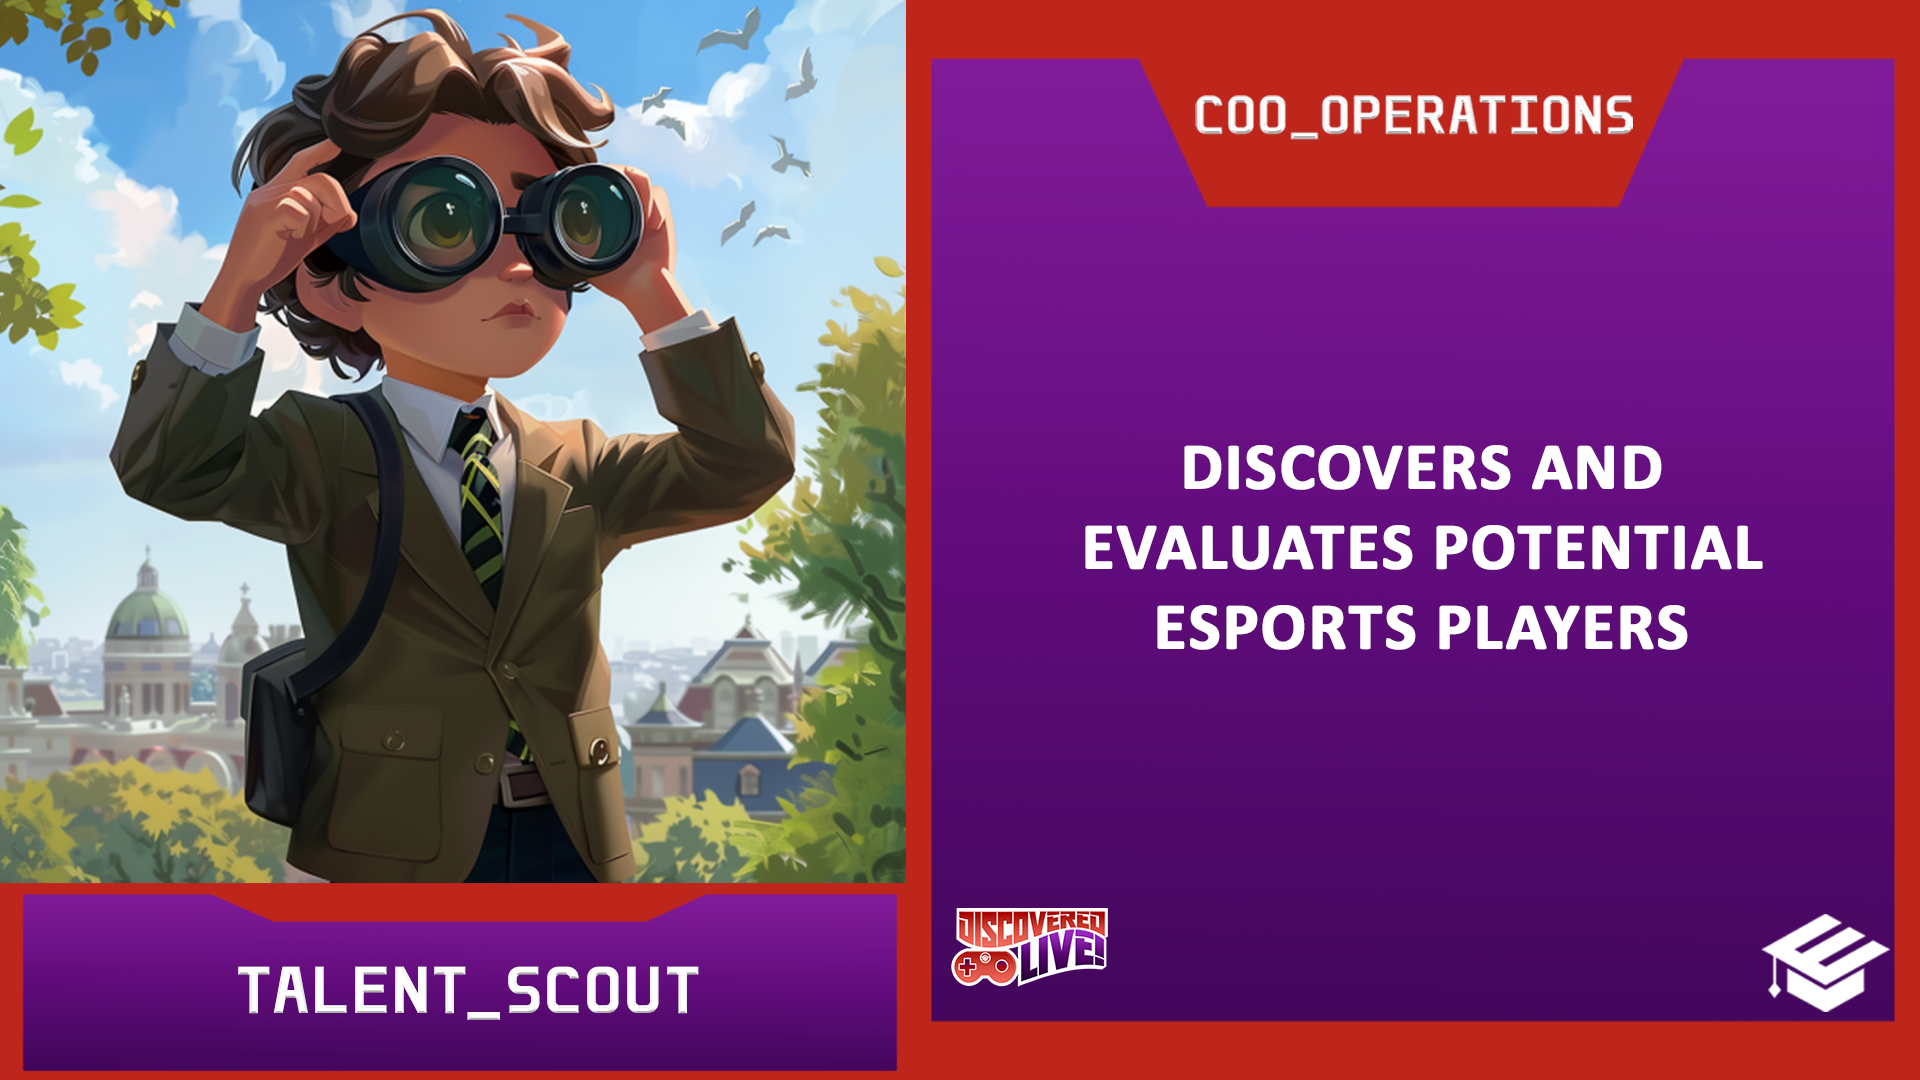 COO_OPERATIONS
DISCOVERS AND
EVALUATES POTENTIAL
ESPORTS PLAYERS
DISCOVERED
LIVE!
TALENT_SCOUT